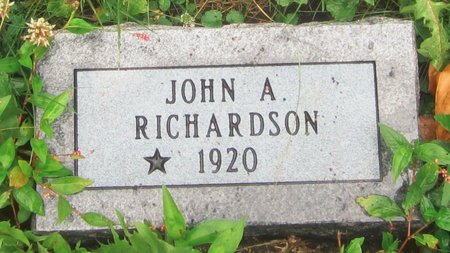 JOHN A.
RICHARDSON
★ 1920